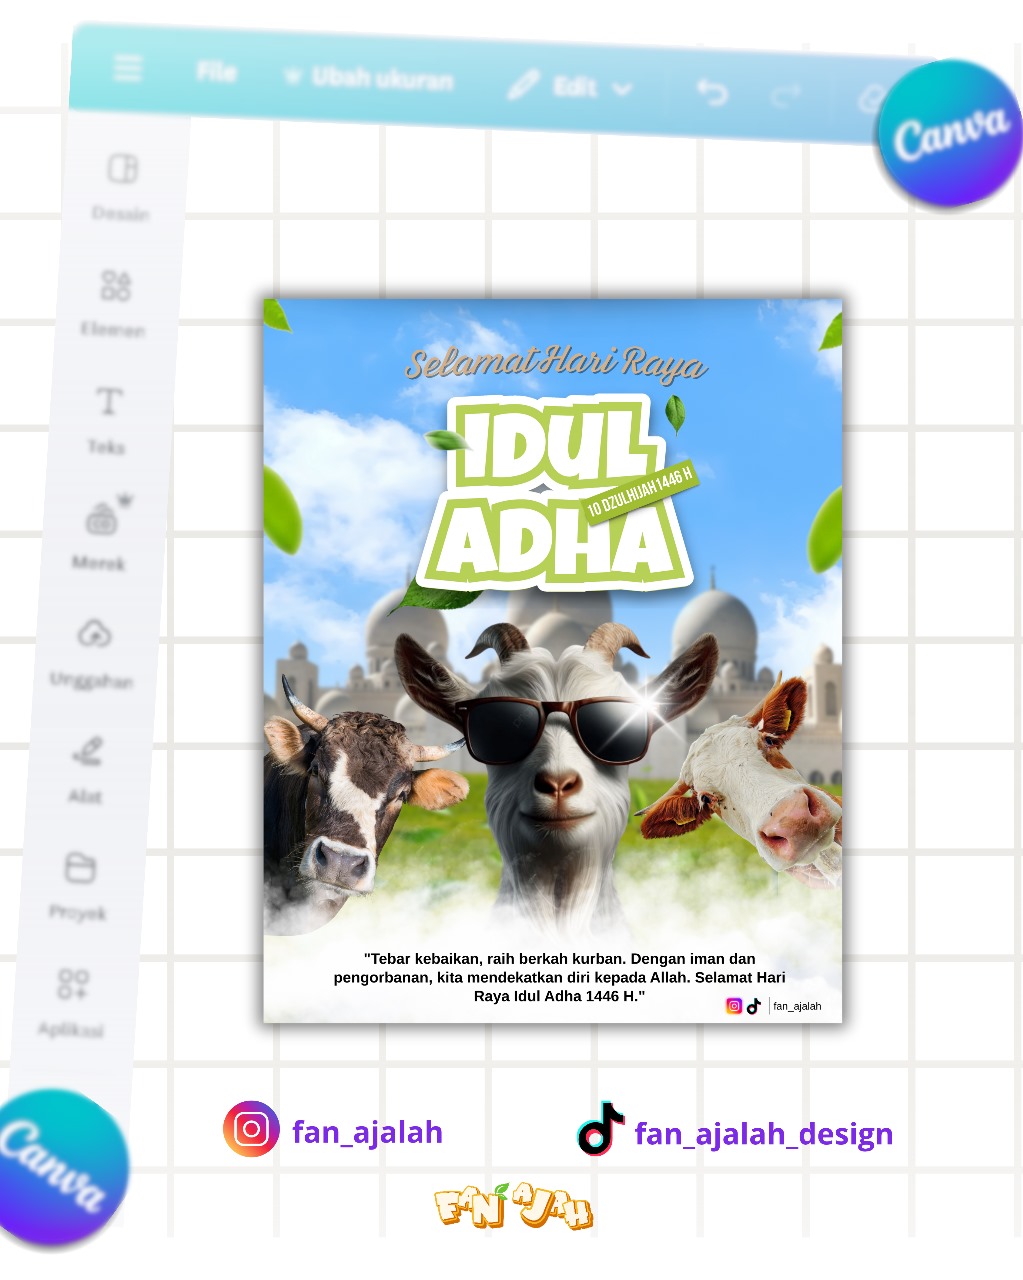 File
Ubah ukuran
Edit
Canva
Desain
Elemen
Teks
Merek
Unggahan
Alat
Proyek
Aplikasi
Selamat Hari Raya
IDUL
ADHA
10 DZULHIJAH 1446 H
"Tebar kebaikan, raih berkah kurban. Dengan iman dan
pengorbanan, kita mendekatkan diri kepada Allah. Selamat Hari
Raya Idul Adha 1446 H."
fan_ajalah
fan_ajalah
fan_ajalah_design
Canva
FAN AJAH